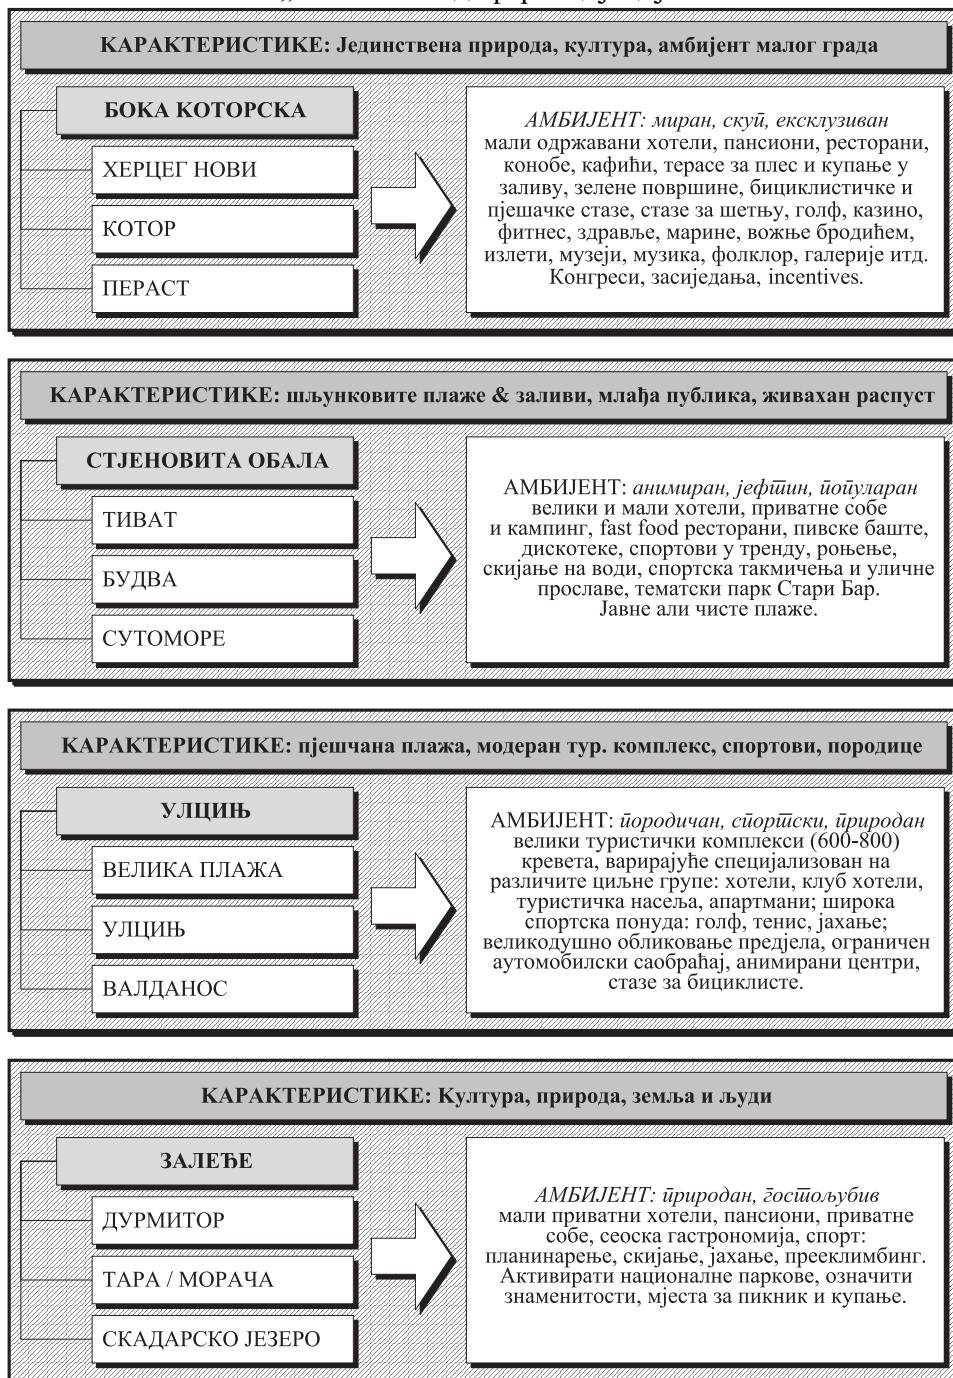 КАРАКТЕРИСТИКЕ: Јединствена природа, култура, амбијент малог града
БОКА КОТОРСКА
ХЕРЦЕГ НОВИ
КОТОР
ПЕРАСТ
АМБИЈЕНТ: миран, скуп, ексклузиван
мали одржавани хотели, пансиони, ресторани,
конобе, кафићи, терасе за плес и купање у
заливу, зелене површине, бициклистичке и
пјешачке стазе, стазе за шетњу, голф, казино,
фитнес, здравље, марине, вожње бродићем,
излети, музеји, музика, фолклор, галерије итд.
Конгреси, засиједања, incentives.
КАРАКТЕРИСТИКЕ: шљунковите плаже & заливи, млађа публика, живахан распуст
СТЈЕНОВИТА ОБАЛА
ТИВАТ
БУДВА
СУТОМОРЕ
АМБИЈЕНТ: анимиран, јефтин, популаран
велики и мали хотели, приватне собе
и кампинг, fast food ресторани, пивске баште,
дискотеке, спортови у тренду, роњење,
скијање на води, спортска такмичења и уличне
прославе, тематски парк Стари Бар.
Јавне али чисте плаже.
КАРАКТЕРИСТИКЕ: пјешчана плажа, модеран тур. комплекс, спортови, породице
УЛЦИЊ
ВЕЛИКА ПЛАЖА
УЛЦИЊ
ВАЛДАНОС
АМБИЈЕНТ: породичан, спортски, природан
велики туристички комплекси (600-800)
кревета, варирајуће специјализован на
различите циљне групе: хотели, клуб хотели,
туристичка насеља, апартмани; широка
спортска понуда: голф, тенис, јахање;
великодушно обликовање предјела, ограничен
аутомобилски саобраћај, анимирани центри,
стазе за бициклисте.
КАРАКТЕРИСТИКЕ: Култура, природа, земља и људи
ЗАЛЕЂЕ
ДУРМИТОР
ТАРА / МОРАЧА
СКАДАРСКО ЈЕЗЕРО
АМБИЈЕНТ: природан, гостољубив
мали приватни хотели, пансиони, приватне
собе, сеоска гастрономија, спорт:
планинарење, скијање, јахање, прееклимбинг.
Активирати националне паркове, означити
знаменитости, мјеста за пикник и купање.